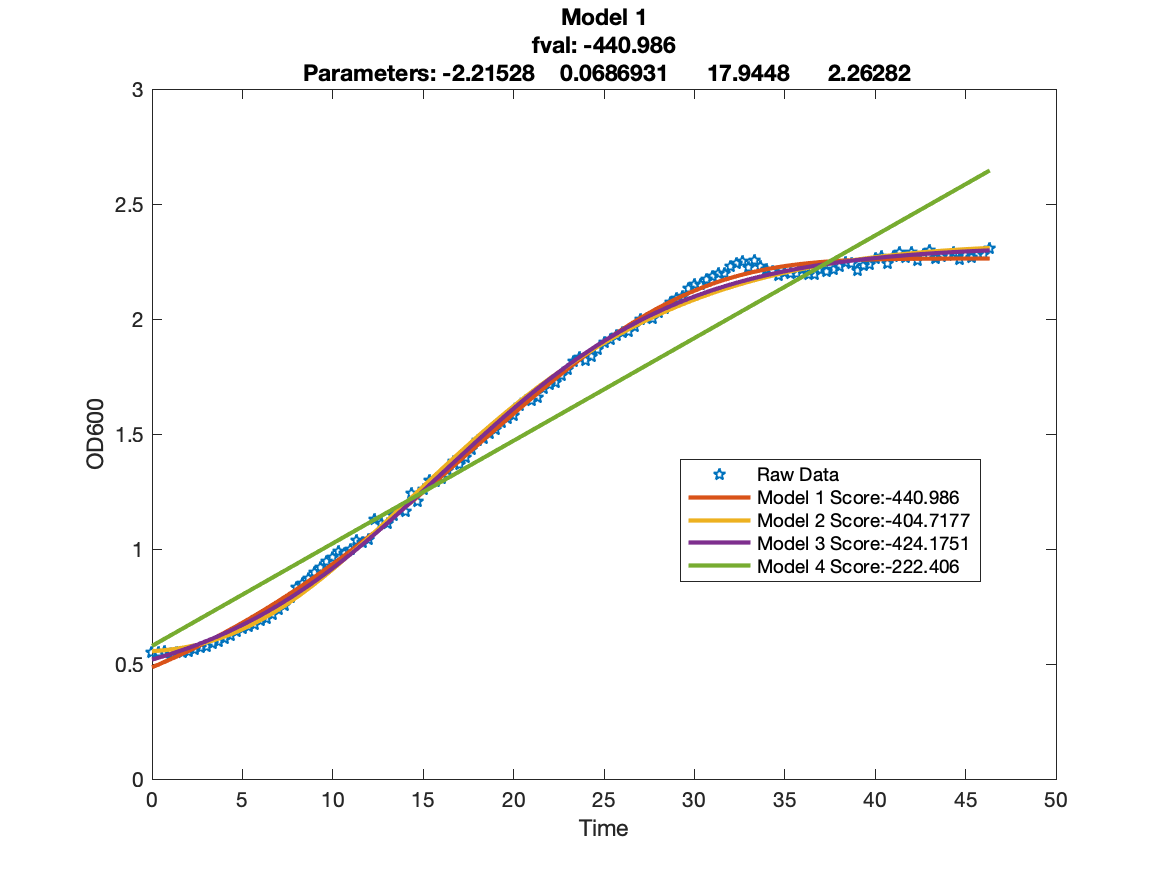 Model 1
fval: -440.986
Parameters: -2.21528 0.0686931 17.9448 2.26282
3
2.5
2
1.5
1
0.5
0
OD600
0 5 10 15 20 25 30 35 40 45 50
Time
Raw Data
Model 1 Score:-440.986
Model 2 Score:-404.7177
Model 3 Score:-424.1751
Model 4 Score:-222.406